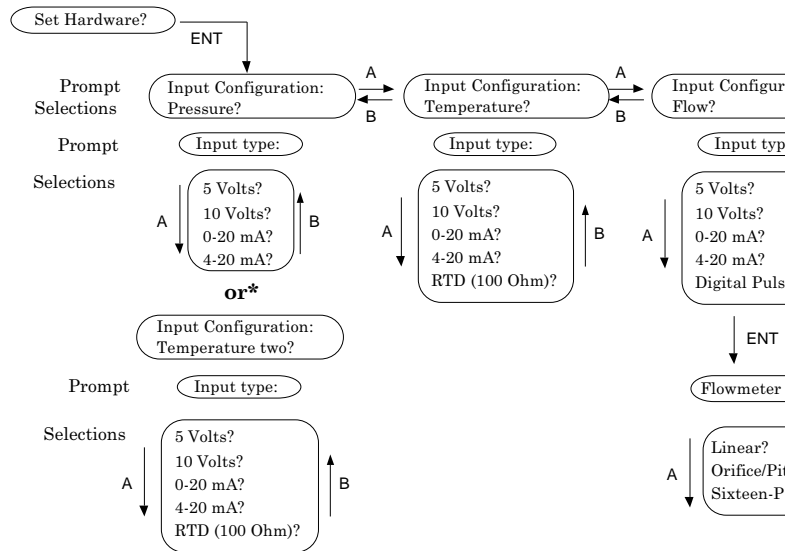 Set Hardware?
ENT
Prompt
Selections
Input Configuration:
Pressure?
A
B
Input Configuration:
Temperature?
A
B
Input Configur
Flow?
Prompt
Input type:
Input type:
Input typ
Selections
A
5 Volts?
10 Volts?
0-20 mA?
4-20 mA?
B
A
5 Volts?
10 Volts?
0-20 mA?
4-20 mA?
RTD (100 Ohm)?
B
A
5 Volts?
10 Volts?
0-20 mA?
4-20 mA?
Digital Puls
or*
Input Configuration:
Temperature two?
ENT
Prompt
Input type:
Flowmeter
Selections
A
5 Volts?
10 Volts?
0-20 mA?
4-20 mA?
RTD (100 Ohm)?
B
A
Linear?
Orifice/Pit
Sixteen-P